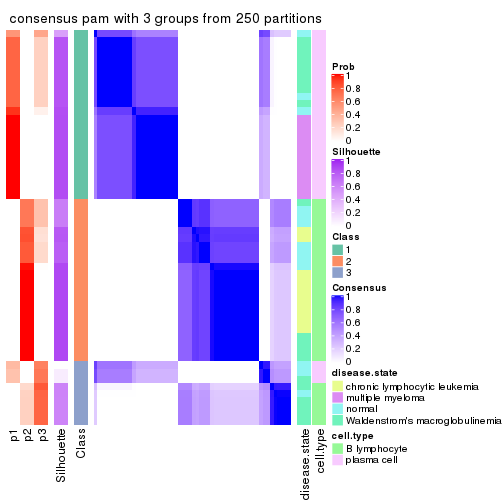 consensus pam with 3 groups from 250 partitions
Prob
1
0.8
0.6
0.4
0.2
0
Silhouette
1
0.8
0.6
0.4
0.2
0
Class
1
2
3
Consensus
1
0.8
0.6
0.4
0.2
0
disease.state
chronic lymphocytic leukemia
multiple myeloma
normal
Waldenstrom's macroglobulinemia
cell.type
B lymphocyte
plasma cell
p1
p2
p3
Silhouette
Class
disease.state
cell.type